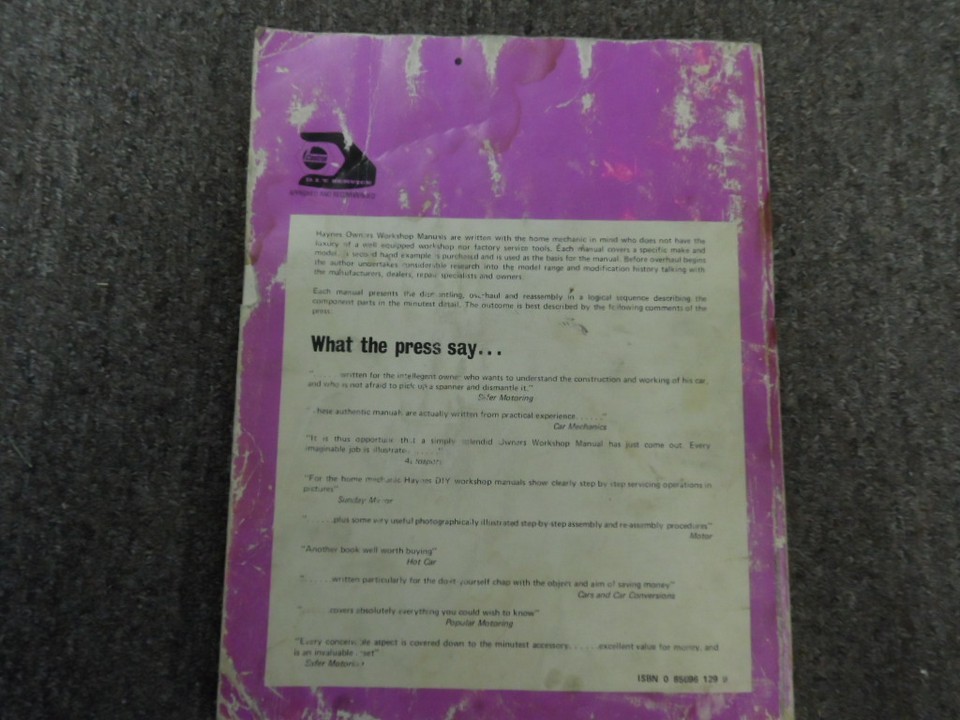 Castrol
D.I.Y. SERVICE
Haynes Owners Workshop Manuals are written with the home mechanic in mind who does not have the
luxury of a well equipped workshop nor factory service tools. Each manual covers a specific make and
model. a second hand example is purchased and is used as the basis for the manual. Before overhaul begins
the author undertakes considerable research into the model range and modification history talking with
the manufacturers, dealers, repair specialists and owners.
Each manual presents the dismantling, overhaul and reassembly in a logical sequence describing the
component parts in the minutest detail. The outcome is best described by the following comments of the
press:
What the press say...
".....written for the intellegent owner who wants to understand the construction and working of his car,
and who is not afraid to pick up a spanner and dismantle it."
Safer Motoring
these authentic manuals are actually written from practical experience......."
Car Mechanics
"It is thus opportune that a simply splendid Owners Workshop Manual has just come out. Every
imaginable job is illustrated ......"
Autosport
"For the home mechanic Haynes DIY workshop manuals show clearly step by step servicing operations in
pictures"
Sunday Mirror
".....plus some very useful photographically illustrated step-by-step assembly and re-assembly procedures"
Motor
"Another book well worth buying"
Hot Car
"......written particularly for the do-it-yourself chap with the object and aim of saving money"
Cars and Car Conversions
"......covers absolutely everything you could wish to know"
Popular Motoring
"Every conceivable aspect is covered down to the minutest accessory......excellent value for money, and
is an invaluable asset"
Safer Motoring
ISBN 0 85696 129